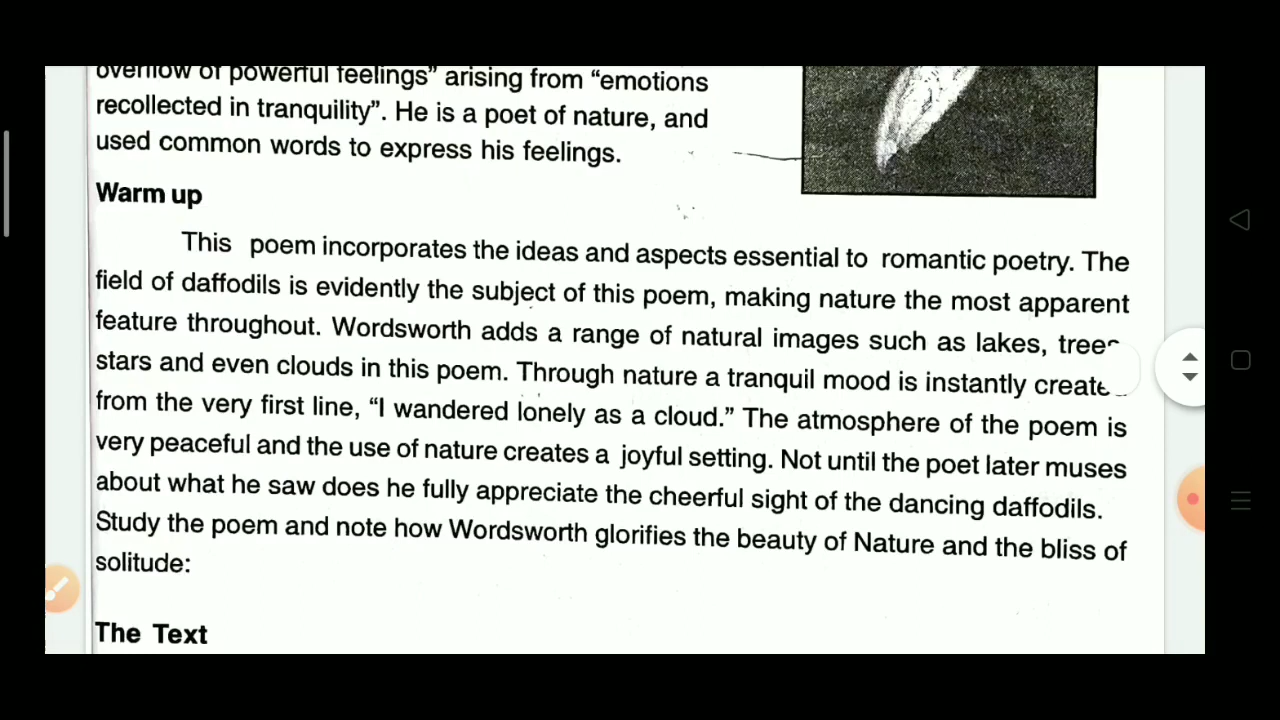 overflow of powerful feelings” arising from “emotions
recollected in tranquility”. He is a poet of nature, and
used common words to express his feelings.
Warm up
This poem incorporates the ideas and aspects essential to romantic poetry. The
field of daffodils is evidently the subject of this poem, making nature the most apparent
feature throughout. Wordsworth adds a range of natural images such as lakes, trees
stars and even clouds in this poem. Through nature a tranquil mood is instantly create
from the very first line, “I wandered lonely as a cloud.” The atmosphere of the poem is
very peaceful and the use of nature creates a joyful setting. Not until the poet later muses
about what he saw does he fully appreciate the cheerful sight of the dancing daffodils.
Study the poem and note how Wordsworth glorifies the beauty of Nature and the bliss of
solitude:
The Text